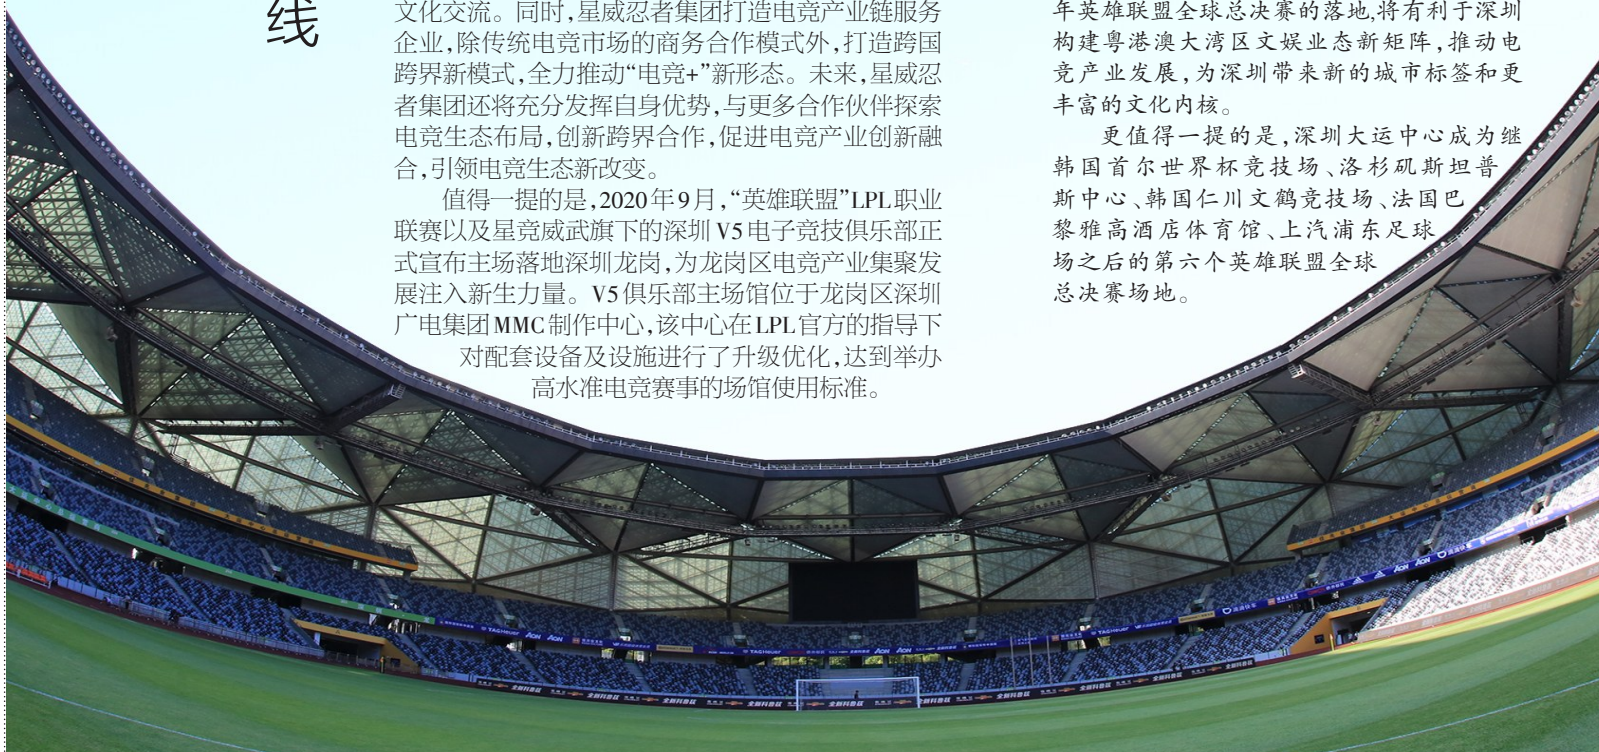 线
文化交流。同时,星威忍者集团打造电竞产业链服务
企业,除传统电竞市场的商务合作模式外,打造跨国
跨界新模式,全力推动“电竞+”新形态。未来,星威忍
者集团还将充分发挥自身优势,与更多合作伙伴探索
电竞生态布局,创新跨界合作,促进电竞产业创新融
合,引领电竞生态新改变。
值得一提的是,2020年9月,“英雄联盟”LPL职业
联赛以及星竞威武旗下的深圳V5电子竞技俱乐部正
式宣布主场落地深圳龙岗,为龙岗区电竞产业集聚发
展注入新生力量。V5俱乐部主场馆位于龙岗区深圳
广电集团MMC制作中心,该中心在LPL官方的指导下
对配套设备及设施进行了升级优化,达到举办
高水准电竞赛事的场馆使用标准。
年英雄联盟全球总决赛的落地,将有利于深圳
构建粤港澳大湾区文娱业态新矩阵,推动电
竞产业发展,为深圳带来新的城市标签和更
丰富的文化内核。
更值得一提的是,深圳大运中心成为继
韩国首尔世界杯竞技场、洛杉矶斯坦普
斯中心、韩国仁川文鹤竞技场、法国巴
黎雅高酒店体育馆、上汽浦东足球
场之后的第六个英雄联盟全球
总决赛场地。
TAGHeuer AON AON
TAGHeuer AON AON
TAGHeuer AON AON
AON AON